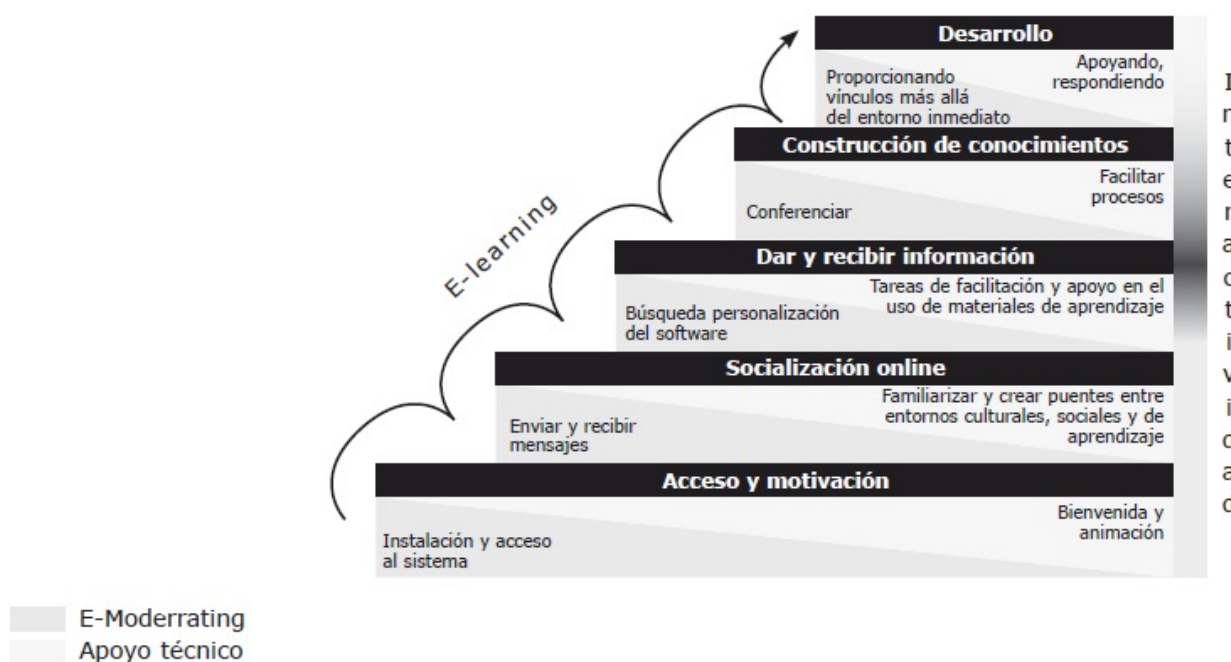 Desarrollo
Proporcionando
vínculos más allá
del entorno inmediato
Apoyando,
respondiendo
Construcción de conocimientos
Conferenciar
Facilitar
procesos
E-learning
Dar y recibir información
Búsqueda personalización
del software
Tareas de facilitación y apoyo en el
uso de materiales de aprendizaje
Socialización online
Enviar y recibir
mensajes
Familiarizar y crear puentes entre
entornos culturales, sociales y de
aprendizaje
Acceso y motivación
Instalación y acceso
al sistema
Bienvenida y
animación
E-Moderrating
Apoyo técnico